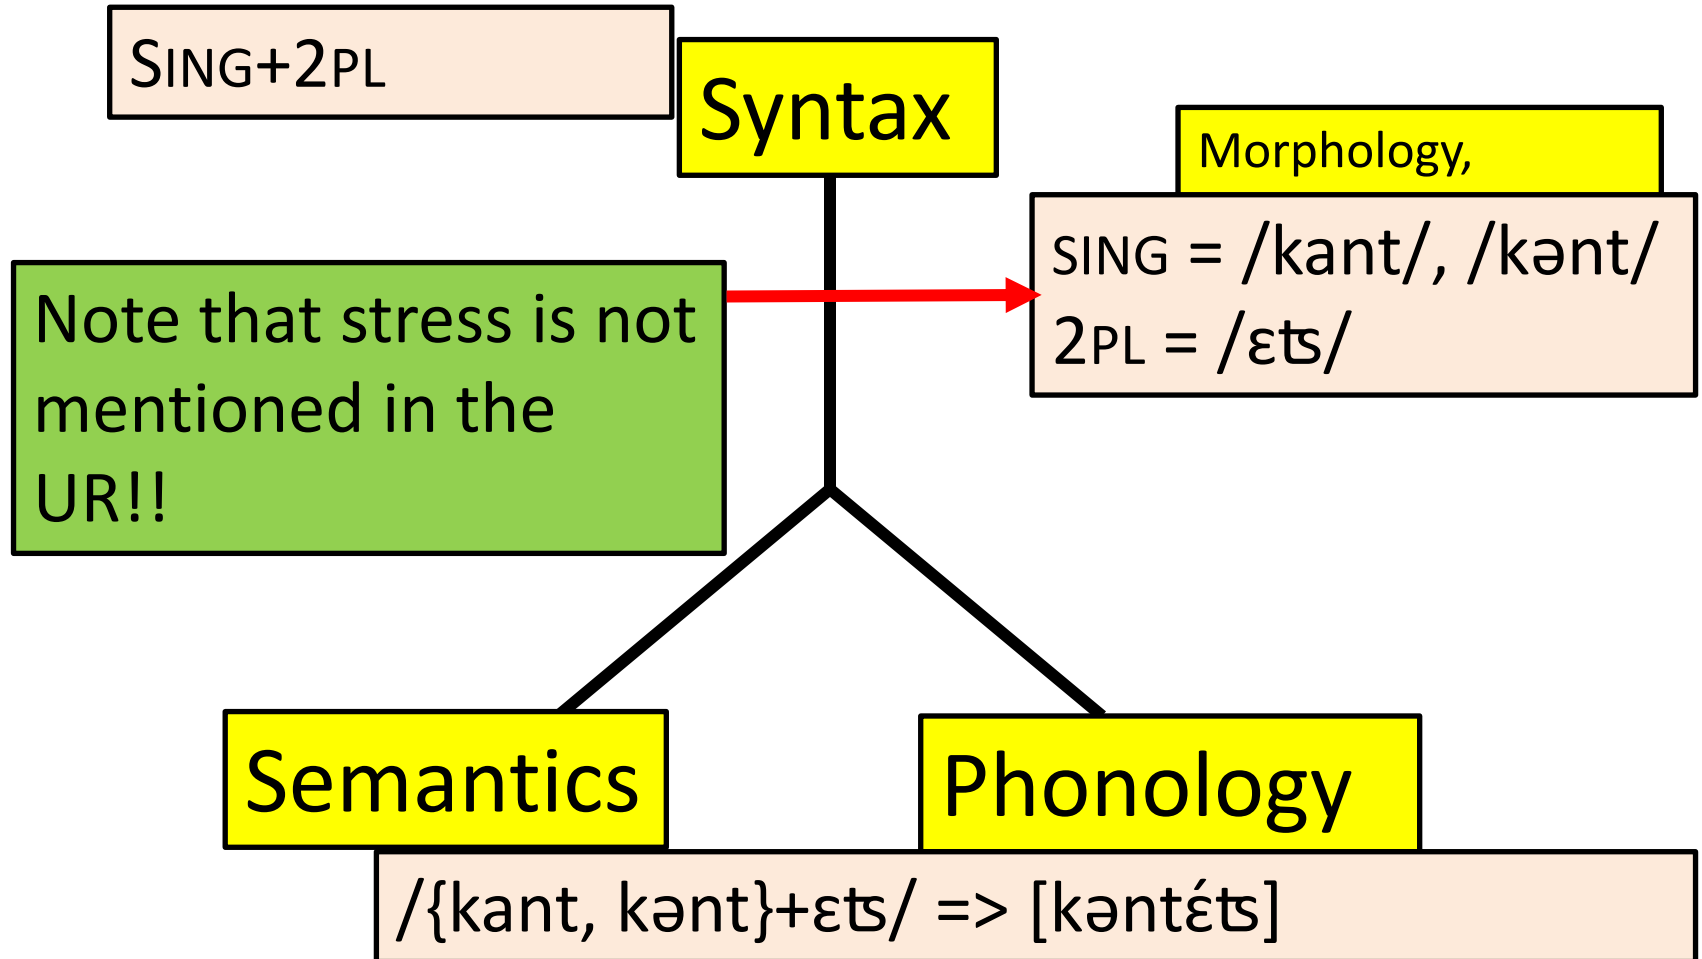 SING+2PL
Syntax
Morphology,
SING = /kant/, /kənt/
2PL = /ɛʦ/
Note that stress is not
mentioned in the
UR!!
Semantics
Phonology
/{kant, kənt}+ɛʦ/ => [kəntɛ́ʦ]